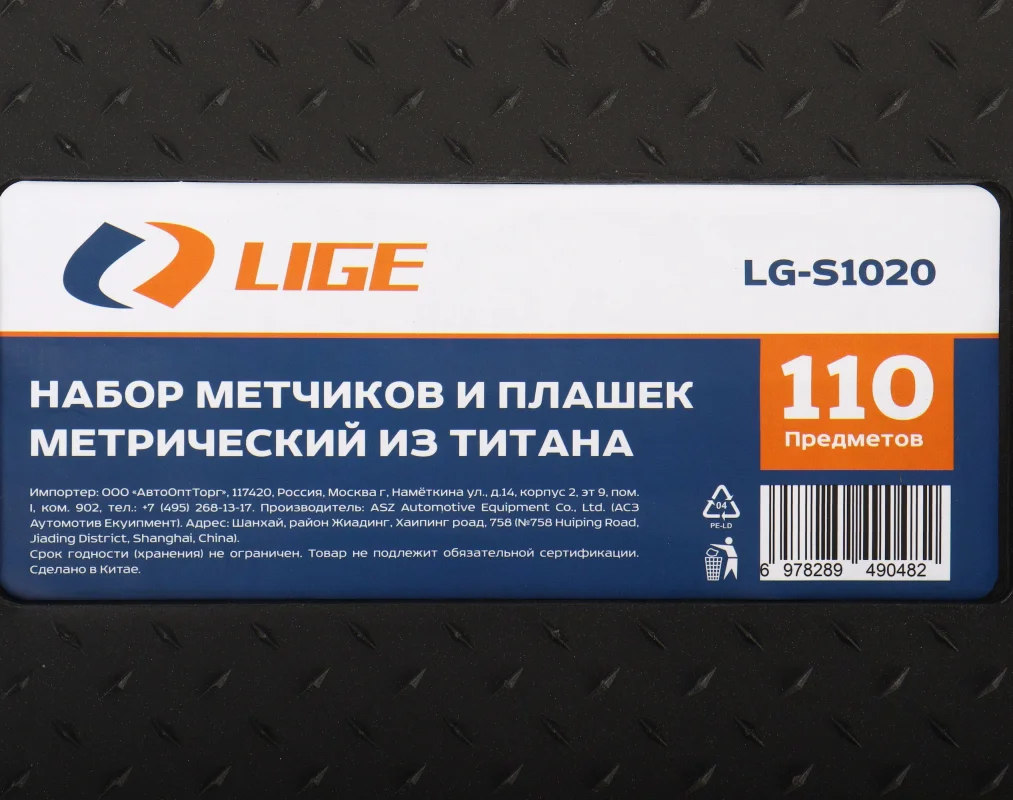 LIGE
LG-S1020
НАБОР МЕТЧИКОВ И ПЛАШЕК
МЕТРИЧЕСКИЙ ИЗ ТИТАНА
110
Предметов
Импортер: ООО «АвтоОптТорг», 117420, Россия, Москва г, Намёткина ул., д.14, корпус 2, эт 9, пом.
I, ком. 902, тел.: +7 (495) 268-13-17. Производитель: ASZ Automotive Equipment Co., Ltd. (АСЗ
Аутомотив Екуипмент). Адрес: Шанхай, район Жиадинг, Хаипинг роад, 758 (№758 Huiping Road,
Jiading District, Shanghai, China).
Срок годности (хранения) не ограничен. Товар не подлежит обязательной сертификации.
Сделано в Китае.
04
PE-LD
6 978289 490482